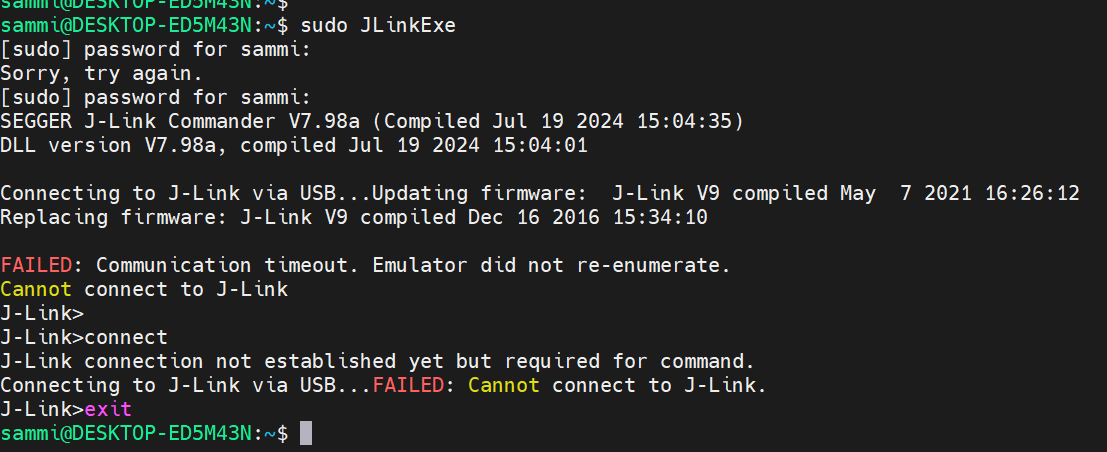 sammi@DESKTOP-ED5M43N:~$
sammi@DESKTOP-ED5M43N:~$ sudo JLinkExe
[sudo] password for sammi:
Sorry, try again.
[sudo] password for sammi:
SEGGER J-Link Commander V7.98a (Compiled Jul 19 2024 15:04:35)
DLL version V7.98a, compiled Jul 19 2024 15:04:01

Connecting to J-Link via USB...Updating firmware:  J-Link V9 compiled May  7 2021 16:26:12
Replacing firmware: J-Link V9 compiled Dec 16 2016 15:34:10

FAILED: Communication timeout. Emulator did not re-enumerate.
Cannot connect to J-Link
J-Link>
J-Link>connect
J-Link connection not established yet but required for command.
Connecting to J-Link via USB...FAILED: Cannot connect to J-Link.
J-Link>exit
sammi@DESKTOP-ED5M43N:~$